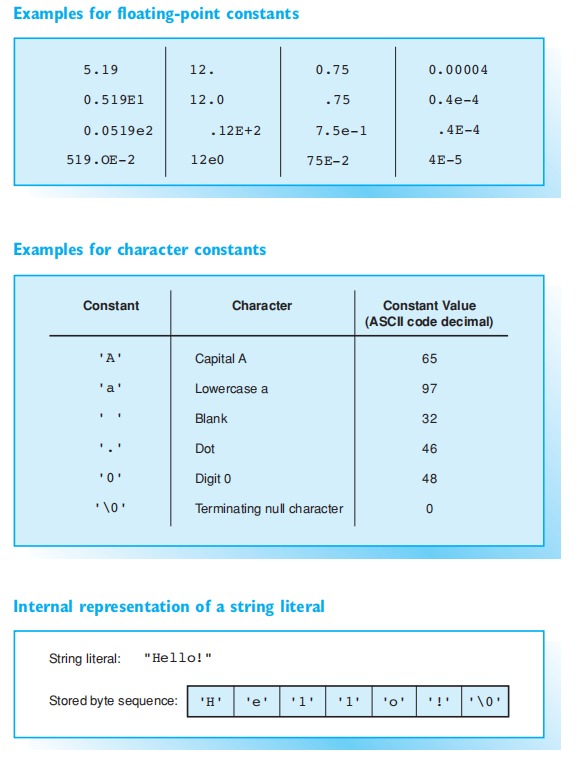 Examples for floating-point constants
5.19 12. 0.75 0.00004
0.519E1 12.0 .75 0.4e-4
0.0519e2 .12E+2 7.5e-1 .4E-4
519.OE-2 12e0 75E-2 4E-5
Examples for character constants
Constant Character Constant Value
(ASCII code decimal)
'A' Capital A 65
'a' Lowercase a 97
' ' Blank 32
'.' Dot 46
'0' Digit 0 48
'\0' Terminating null character 0
Internal representation of a string literal
String literal: "Hello!"
Stored byte sequence: 'H' 'e' 'l' 'l' 'o' '!' '\0'